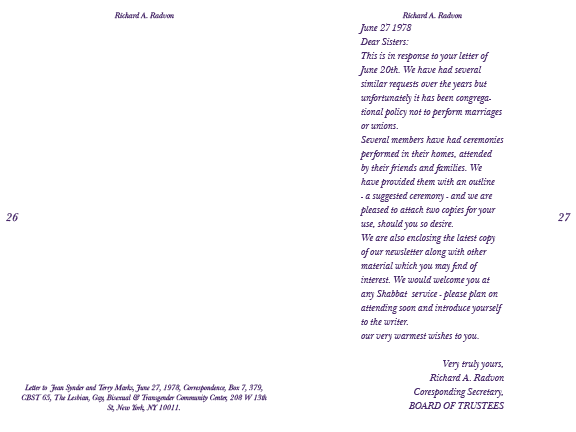 Richard A. Radvon
26
Letter to Jean Synder and Terry Marks, June 27, 1978, Correspondence, Box 7, 379,
CBST 65, The Lesbian, Gay, Bisexual & Transgender Community Center, 208 W 13th
St, New York, NY 10011.
Richard A. Radvon
June 27 1978
Dear Sisters:
This is in response to your letter of
June 20th. We have had several
similar requests over the years but
unfortunately it has been congrega-
tional policy not to perform marriages
or unions.
Several members have had ceremonies
performed in their homes, attended
by their friends and families. We
have provided them with an outline
- a suggested ceremony - and we are
pleased to attach two copies for your
use, should you so desire.
We are also enclosing the latest copy
of our newsletter along with other
material which you may find of
interest. We would welcome you at
any Shabbat service - please plan on
attending soon and introduce yourself
to the writer.
our very warmest wishes to you.
Very truly yours,
Richard A. Radvon
Coresponding Secretary,
BOARD OF TRUSTEES
27